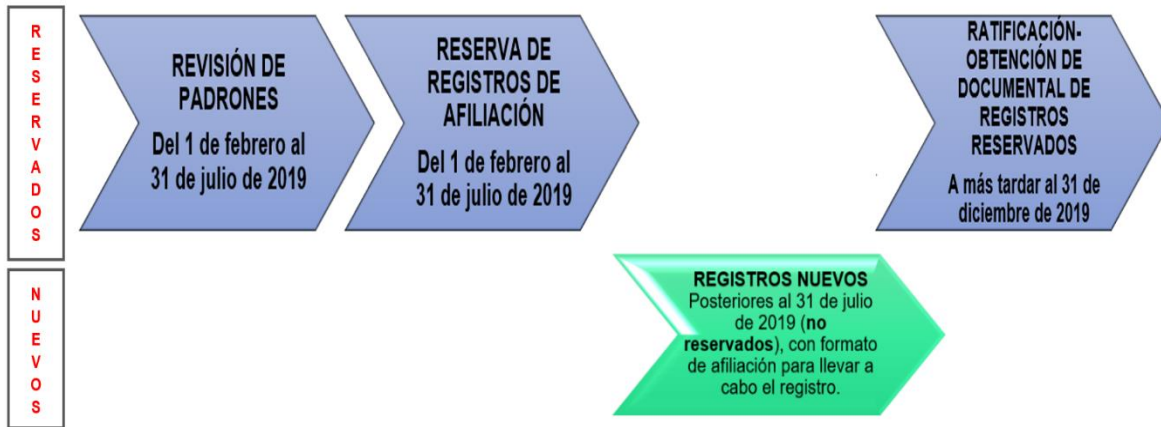 RESERVADOS
REVISIÓN DE
PADRONES
Del 1 de febrero al
31 de julio de 2019
RESERVA DE
REGISTROS DE
AFILIACIÓN
Del 1 de febrero al
31 de julio de 2019
RATIFICACIÓN-
OBTENCIÓN DE
DOCUMENTAL DE
REGISTROS
RESERVADOS
A más tardar al 31 de
diciembre de 2019
NUEVOS
REGISTROS NUEVOS
Posteriores al 31 de julio
de 2019 (no
reservados), con formato
de afiliación para llevar a
cabo el registro.